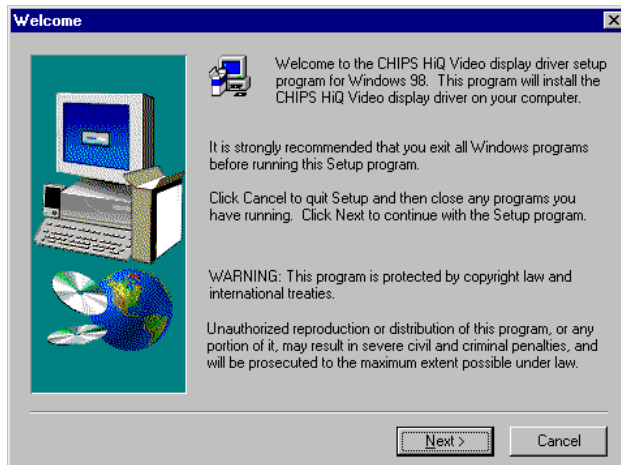 Welcome
Welcome to the CHIPS HiQ Video display driver setup
program for Windows 98. This program will install the
CHIPS HiQ Video display driver on your computer.
It is strongly recommended that you exit all Windows programs
before running this Setup program.
Click Cancel to quit Setup and then close any programs you
have running. Click Next to continue with the Setup program.
WARNING: This program is protected by copyright law and
international treaties.
Unauthorized reproduction or distribution of this program, or any
portion of it, may result in severe civil and criminal penalties, and
will be prosecuted to the maximum extent possible under law.
Next >
Cancel